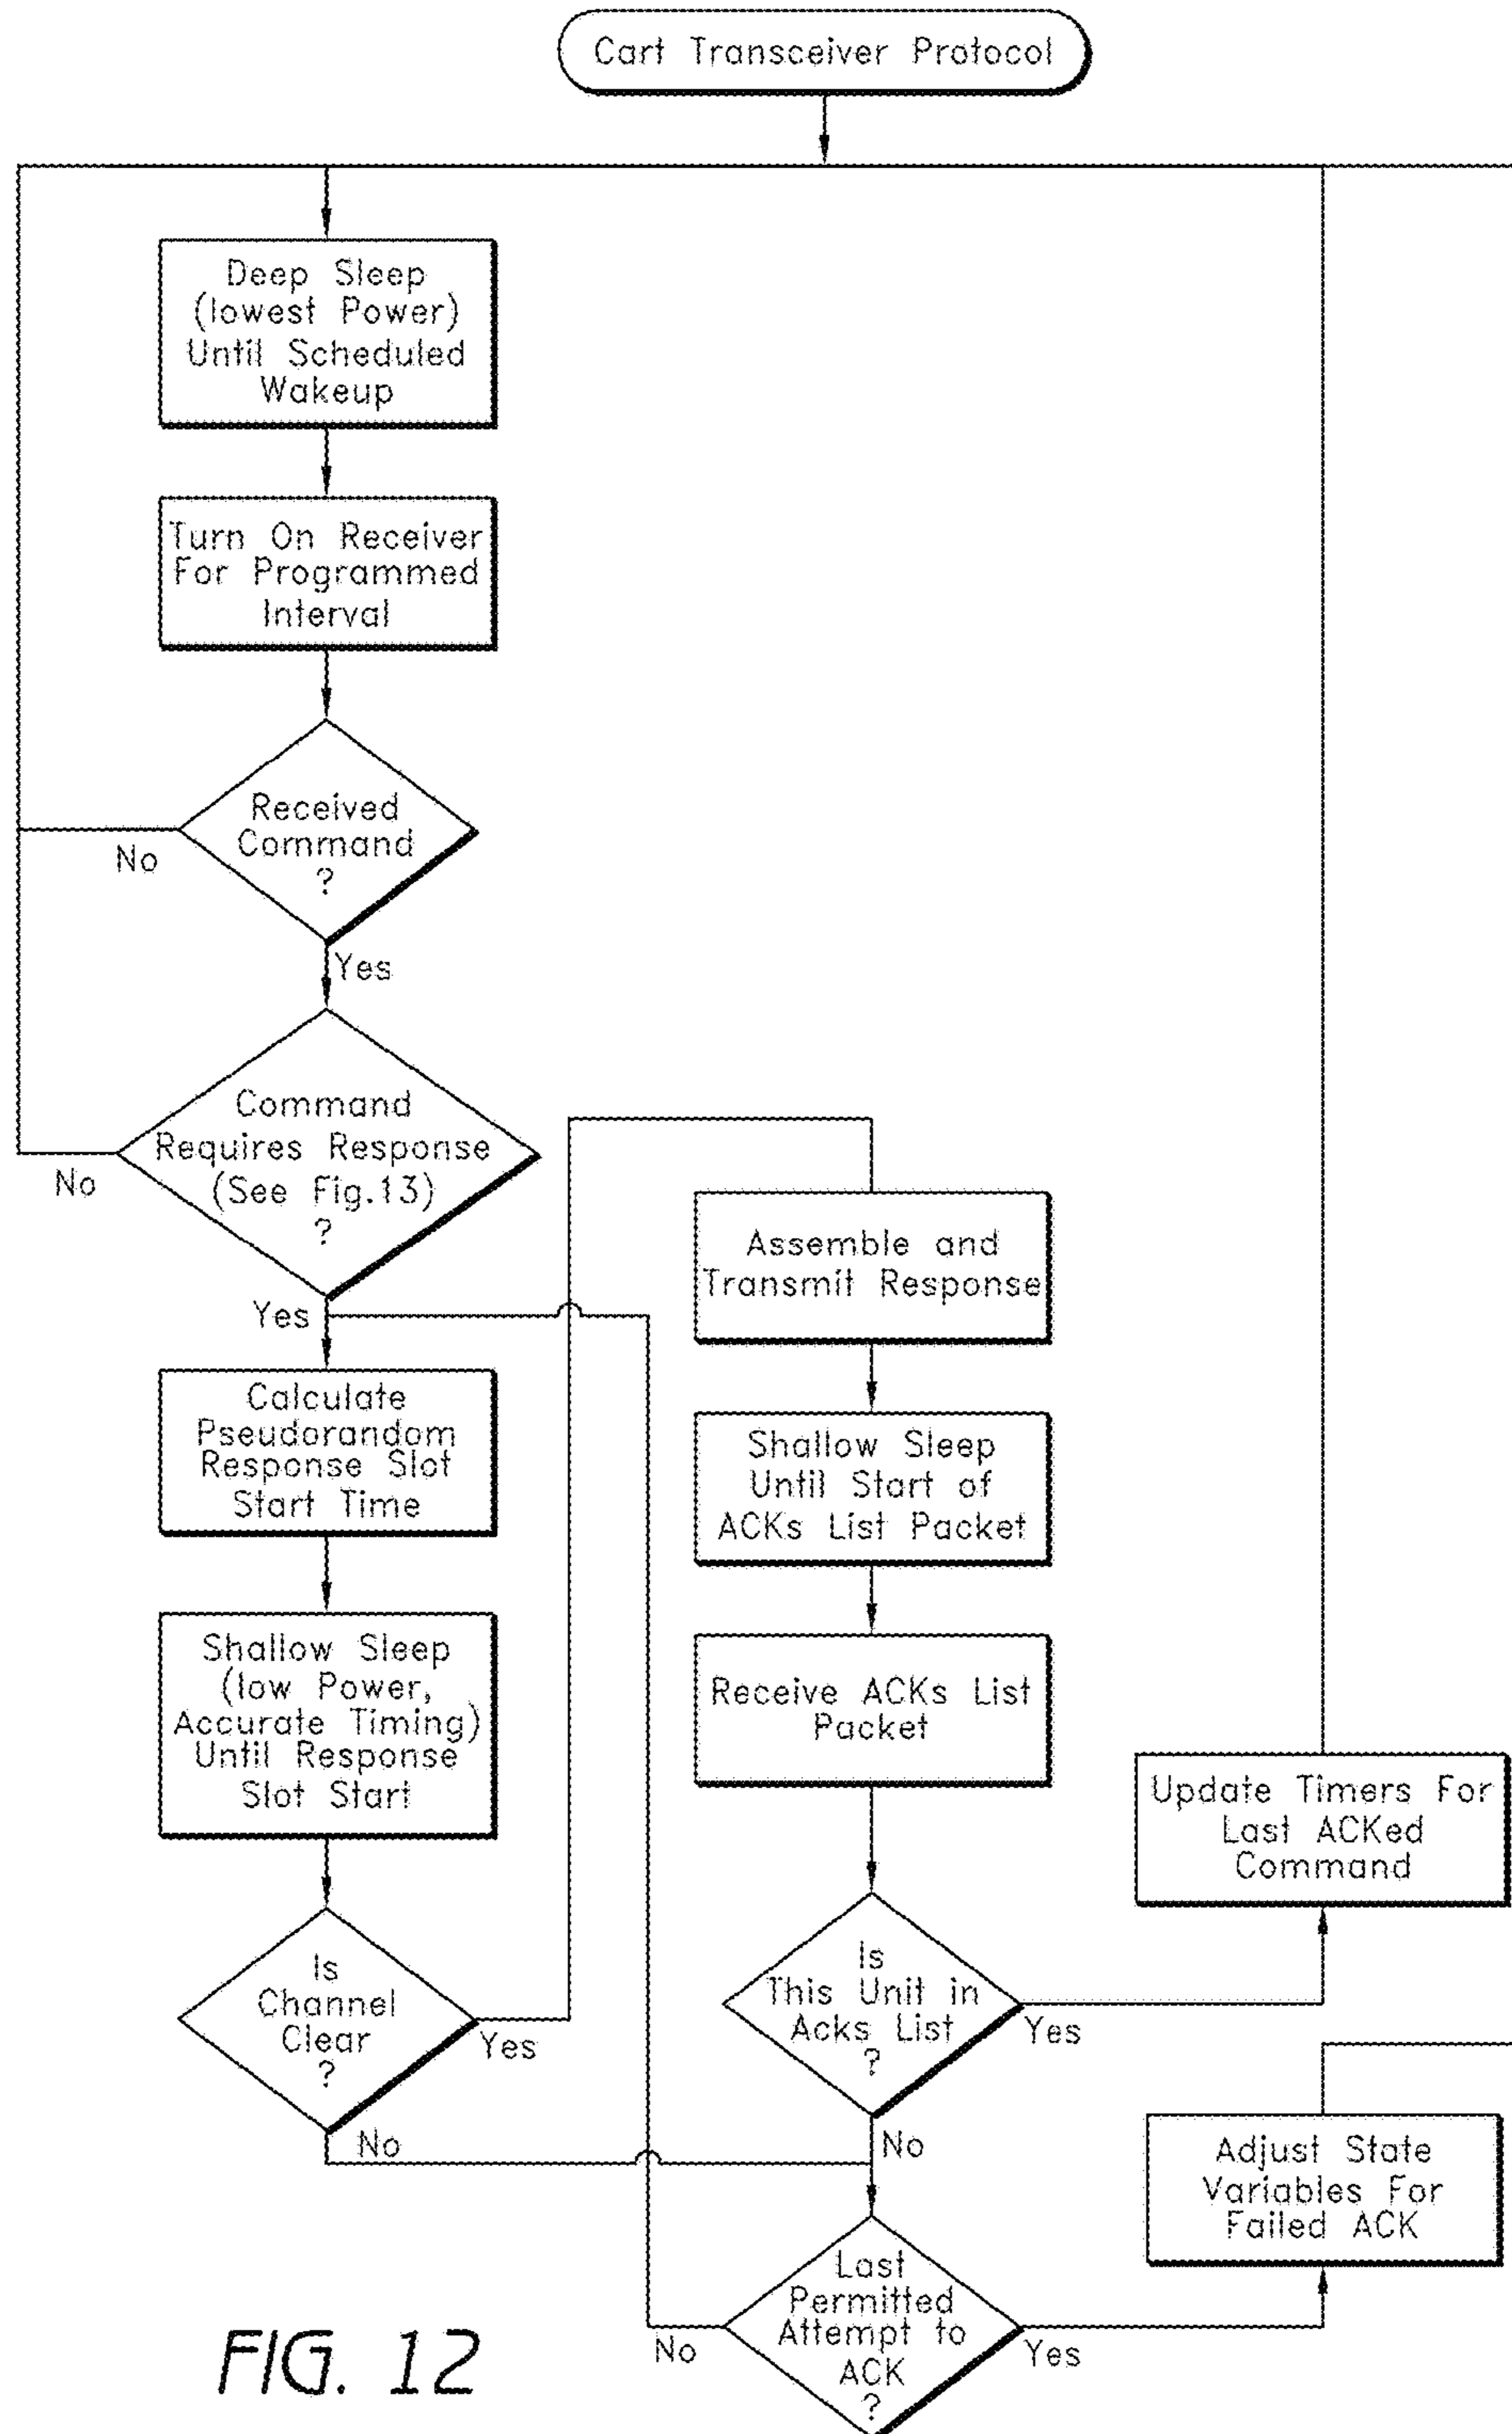 Cart Transceiver Protocol
Deep Sleep
(lowest Power)
Until Scheduled
Wakeup
Turn On Receiver
For Programmed
Interval
Received
Command
?
No
Yes
Command
Requires Response
(See Fig.13)
?
No
Yes
Calculate
Pseudorandom
Response Slot
Start Time
Shallow Sleep
(low Power,
Accurate Timing)
Until Response
Slot Start
Is
Channel
Clear
?
Yes
No
Assemble and
Transmit Response
Shallow Sleep
Until Start of
ACKs List Packet
Receive ACKs List
Packet
Is
This Unit in
Acks List
?
Yes
No
Update Timers For
Last ACKed
Command
Last
Permitted
Attempt to
ACK
?
No
Yes
Adjust State
Variables For
Failed ACK
FIG. 12